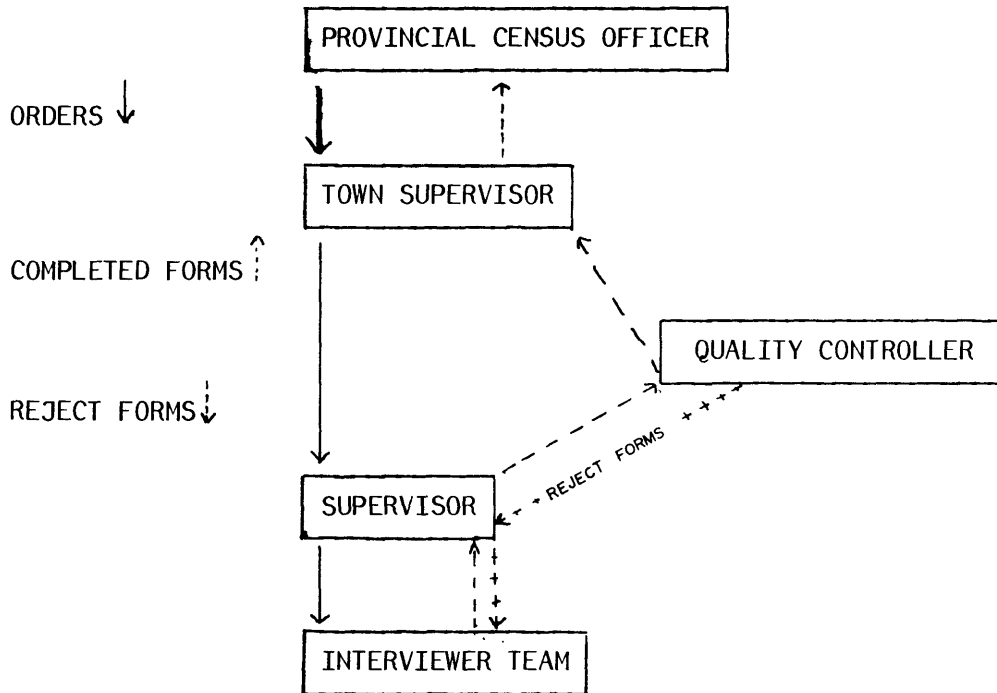 PROVINCIAL CENSUS OFFICER
ORDERS
TOWN SUPERVISOR
COMPLETED FORMS
QUALITY CONTROLLER
REJECT FORMS
REJECT FORMS
SUPERVISOR
INTERVIEWER TEAM